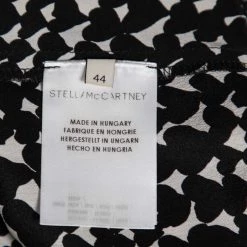 44
STELLA McCARTNEY
MADE IN HUNGARY
FABRIQUE EN HONGRIE
HERGESTELLT IN UNGARN
HECHO EN HUNGRIA